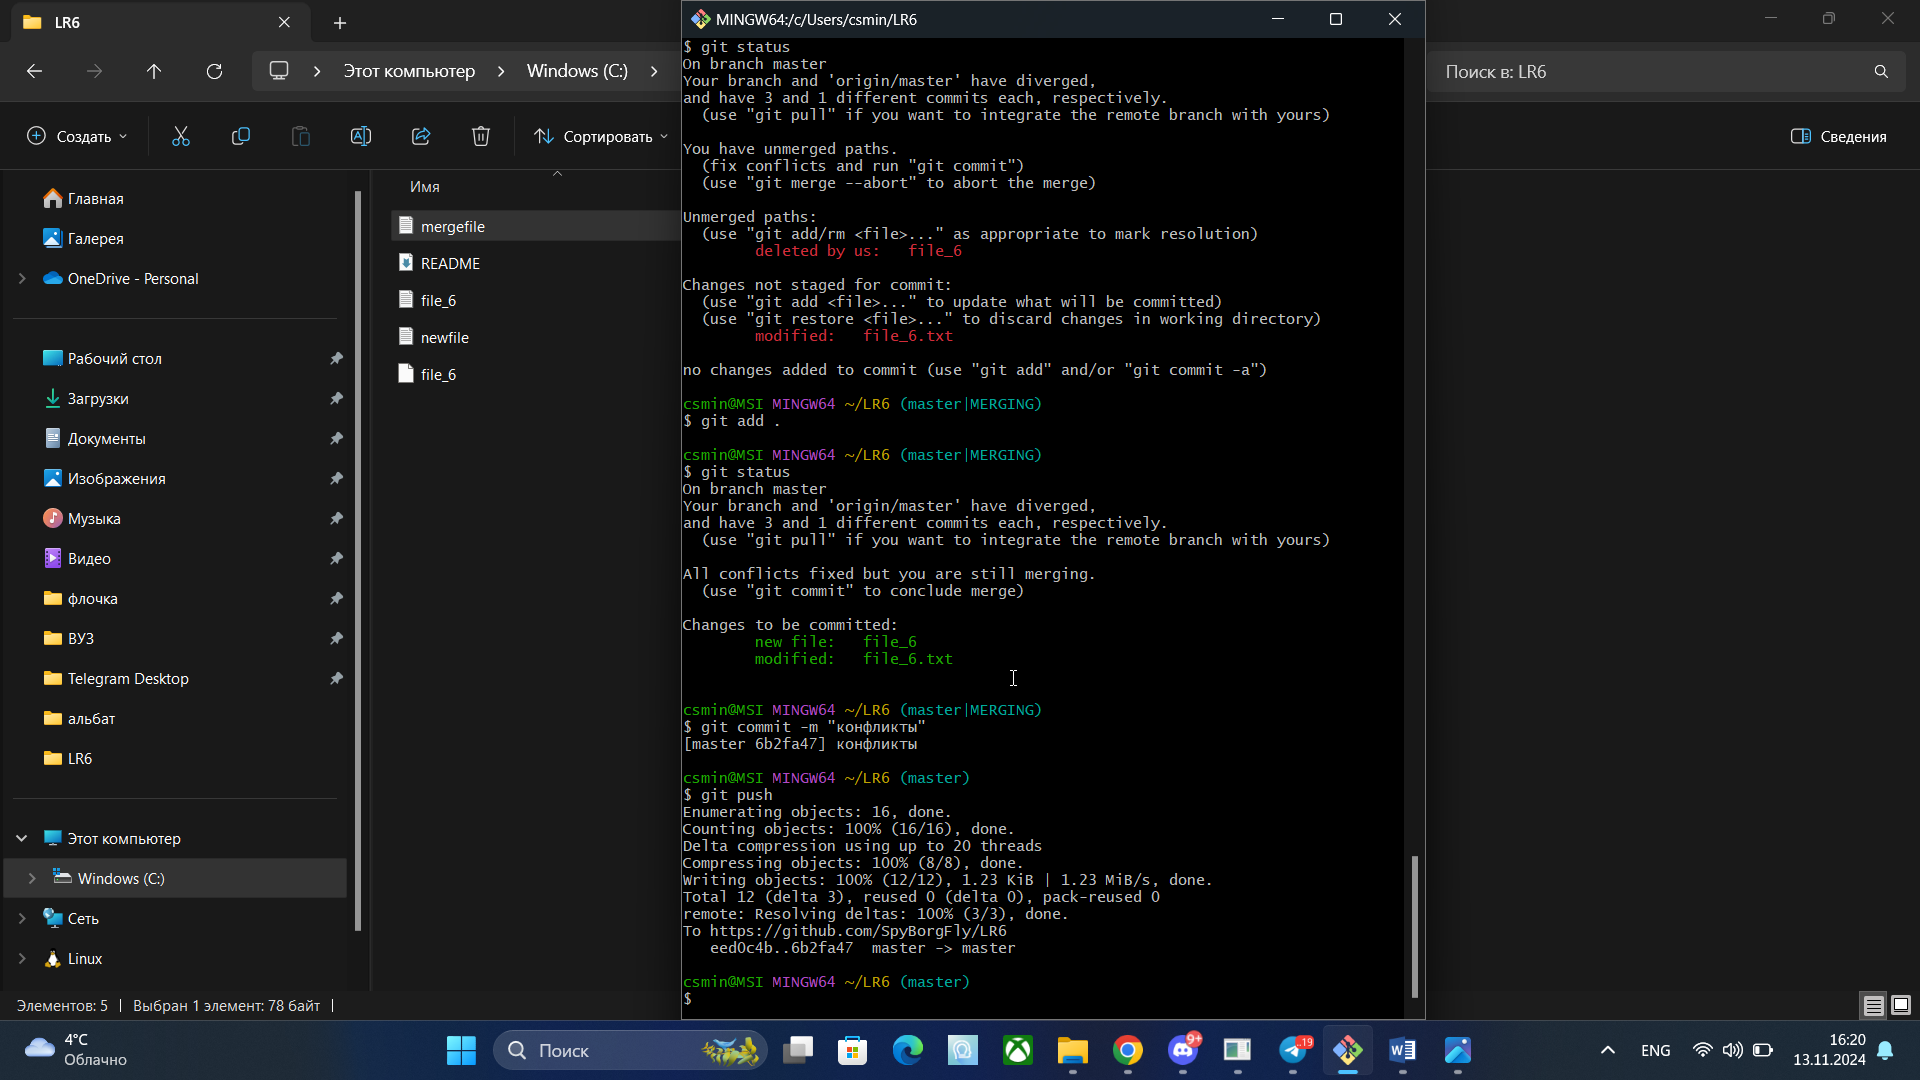 LR6
Этот компьютер
Windows (C:)
Создать
Сортировать
Имя
mergefile
README
file_6
newfile
file_6
Главная
Галерея
OneDrive - Personal
Рабочий стол
Загрузки
Документы
Изображения
Музыка
Видео
флочка
ВУЗ
Telegram Desktop
альбат
LR6
Этот компьютер
Windows (C:)
Сеть
Linux
Элементов: 5
Выбран 1 элемент: 78 байт
MINGW64:/c/Users/csmin/LR6
$ git status
On branch master
Your branch and 'origin/master' have diverged,
and have 3 and 1 different commits each, respectively.
  (use "git pull" if you want to integrate the remote branch with yours)
You have unmerged paths.
  (fix conflicts and run "git commit")
  (use "git merge --abort" to abort the merge)
Unmerged paths:
  (use "git add/rm <file>..." as appropriate to mark resolution)
        deleted by us:   file_6
Changes not staged for commit:
  (use "git add <file>..." to update what will be committed)
  (use "git restore <file>..." to discard changes in working directory)
        modified:   file_6.txt
no changes added to commit (use "git add" and/or "git commit -a")
csmin@MSI MINGW64 ~/LR6 (master|MERGING)
$ git add .
csmin@MSI MINGW64 ~/LR6 (master|MERGING)
$ git status
On branch master
Your branch and 'origin/master' have diverged,
and have 3 and 1 different commits each, respectively.
  (use "git pull" if you want to integrate the remote branch with yours)
All conflicts fixed but you are still merging.
  (use "git commit" to conclude merge)
Changes to be committed:
        new file:   file_6
        modified:   file_6.txt
csmin@MSI MINGW64 ~/LR6 (master|MERGING)
$ git commit -m "конфликты"
[master 6b2fa47] конфликты
csmin@MSI MINGW64 ~/LR6 (master)
$ git push
Enumerating objects: 16, done.
Counting objects: 100% (16/16), done.
Delta compression using up to 20 threads
Compressing objects: 100% (8/8), done.
Writing objects: 100% (12/12), 1.23 KiB | 1.23 MiB/s, done.
Total 12 (delta 3), reused 0 (delta 0), pack-reused 0
remote: Resolving deltas: 100% (3/3), done.
To https://github.com/SpyBorgFly/LR6
   eed0c4b..6b2fa47  master -> master
csmin@MSI MINGW64 ~/LR6 (master)
$
Поиск в: LR6
Сведения
4°C
Облачно
Поиск
9+
19
ENG
16:20
13.11.2024